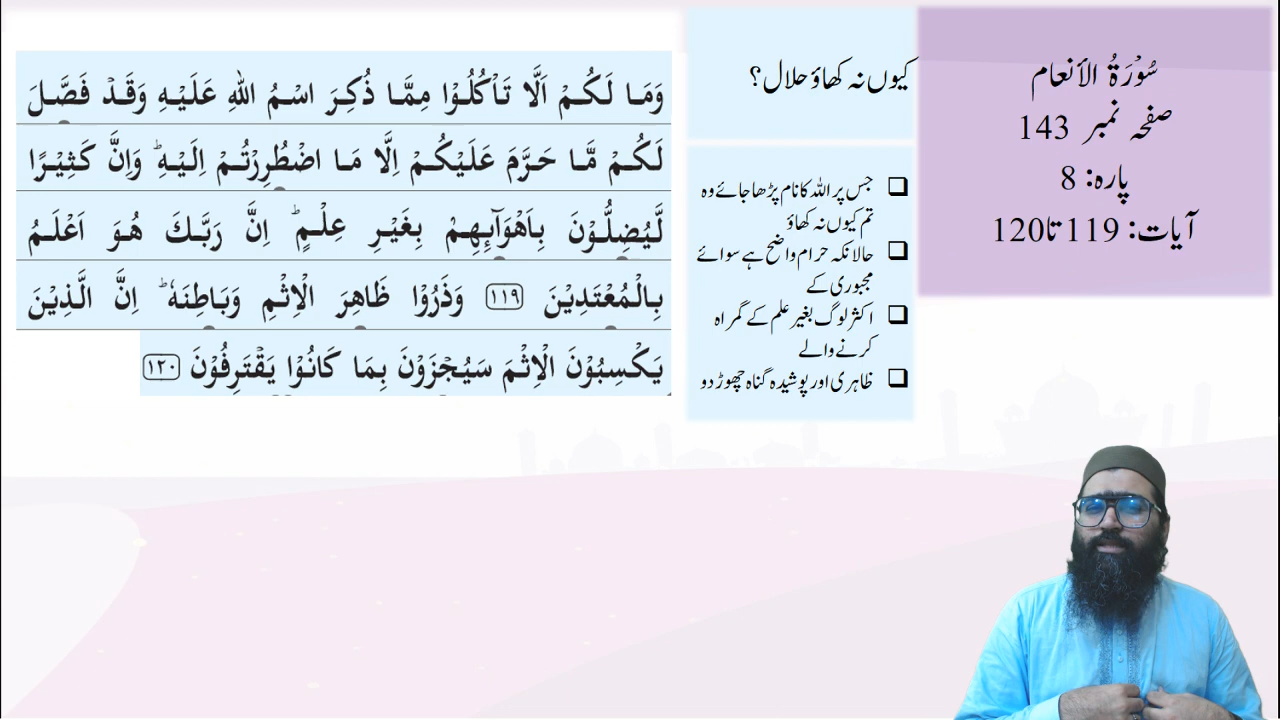 سُوْرَةُ الأنعام
صفحہ نمبر 143
پارہ: 8
آیات: 119 تا 120
کیوں نہ کھاؤ حلال؟
❑ جس پر اللہ کا نام پڑھا جائے وہ
تم کیوں نہ کھاؤ
❑ حالانکہ حرام واضح ہے سوائے
مجبوری کے
❑ اکثر لوگ بغیر علم کے گمراہ
کرنے والے
❑ ظاہری اور پوشیدہ گناہ چھوڑ دو
وَمَا لَكُمْ اَلَّا تَاْكُلُوْا مِمَّا ذُكِرَ اسْمُ اللهِ عَلَيْهِ وَقَدْ فَصَّلَ
لَكُمْ مَّا حَرَّمَ عَلَيْكُمْ اِلَّا مَا اضْطُرِرْتُمْ اِلَيْهِ ؕ وَاِنَّ كَثِيْرًا
لَّيُضِلُّوْنَ بِاَهْوَآىِٕهِمْ بِغَيْرِ عِلْمٍ ؕ اِنَّ رَبَّكَ هُوَ اَعْلَمُ
بِالْمُعْتَدِيْنَ ۝١١٩ وَذَرُوْا ظَاهِرَ الْاِثْمِ وَبَاطِنَهٗ ؕ اِنَّ الَّذِيْنَ
يَكْسِبُوْنَ الْاِثْمَ سَيُجْزَوْنَ بِمَا كَانُوْا يَقْتَرِفُوْنَ ۝١٢٠